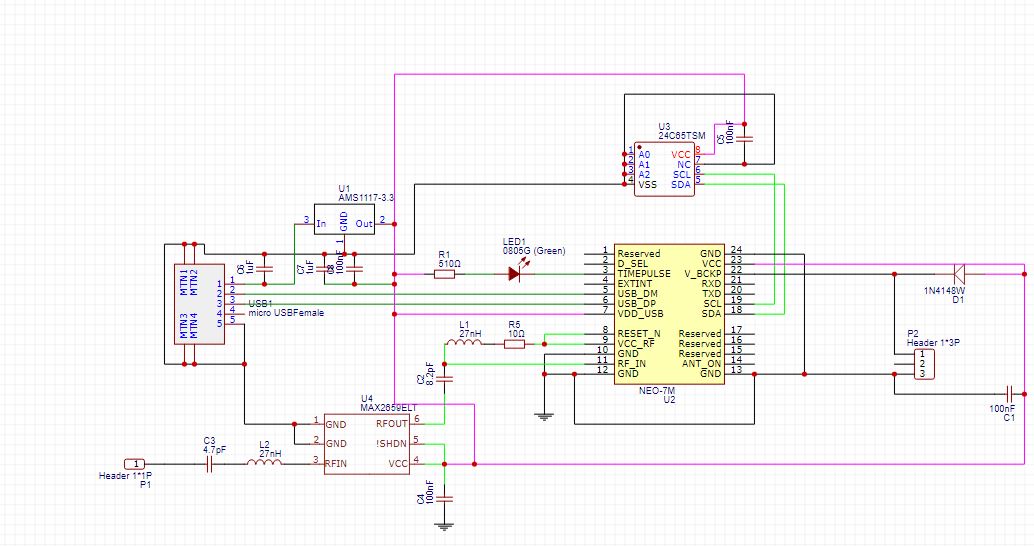 U3
24C65TSM
C5
100nF
1 A0 VCC 8
2 A1 NC 7
3 A2 SCL 6
4 VSS SDA 5
U1
AMS1117-3.3
3 In GND Out 2
1
C6
1uF
C7
1uF
C8
100nF
MTN1
MTN2
MTN3
MTN4
1
2
3
4
5
USB1
micro USBFemale
R1
510Ω
LED1
0805G (Green)
1 Reserved GND 24
2 D_SEL VCC 23
3 TIMEPULSE V_BCKP 22
4 EXTINT RXD 21
5 USB_DM TXD 20
6 USB_DP SCL 19
7 VDD_USB SDA 18
8 RESET_N Reserved 17
9 VCC_RF Reserved 16
10 GND Reserved 15
11 RF_IN ANT_ON 14
12 GND GND 13
NEO-7M
U2
1N4148W
D1
P2
Header 1*3P
1
2
3
100nF
C1
L1
27nH
R5
10Ω
C2
8.2pF
U4
MAX2659ELT
1 GND RFOUT 6
2 GND !SHDN 5
3 RFIN VCC 4
C3
4.7pF
L2
27nH
1
Header 1*1P
P1
C4
100nF